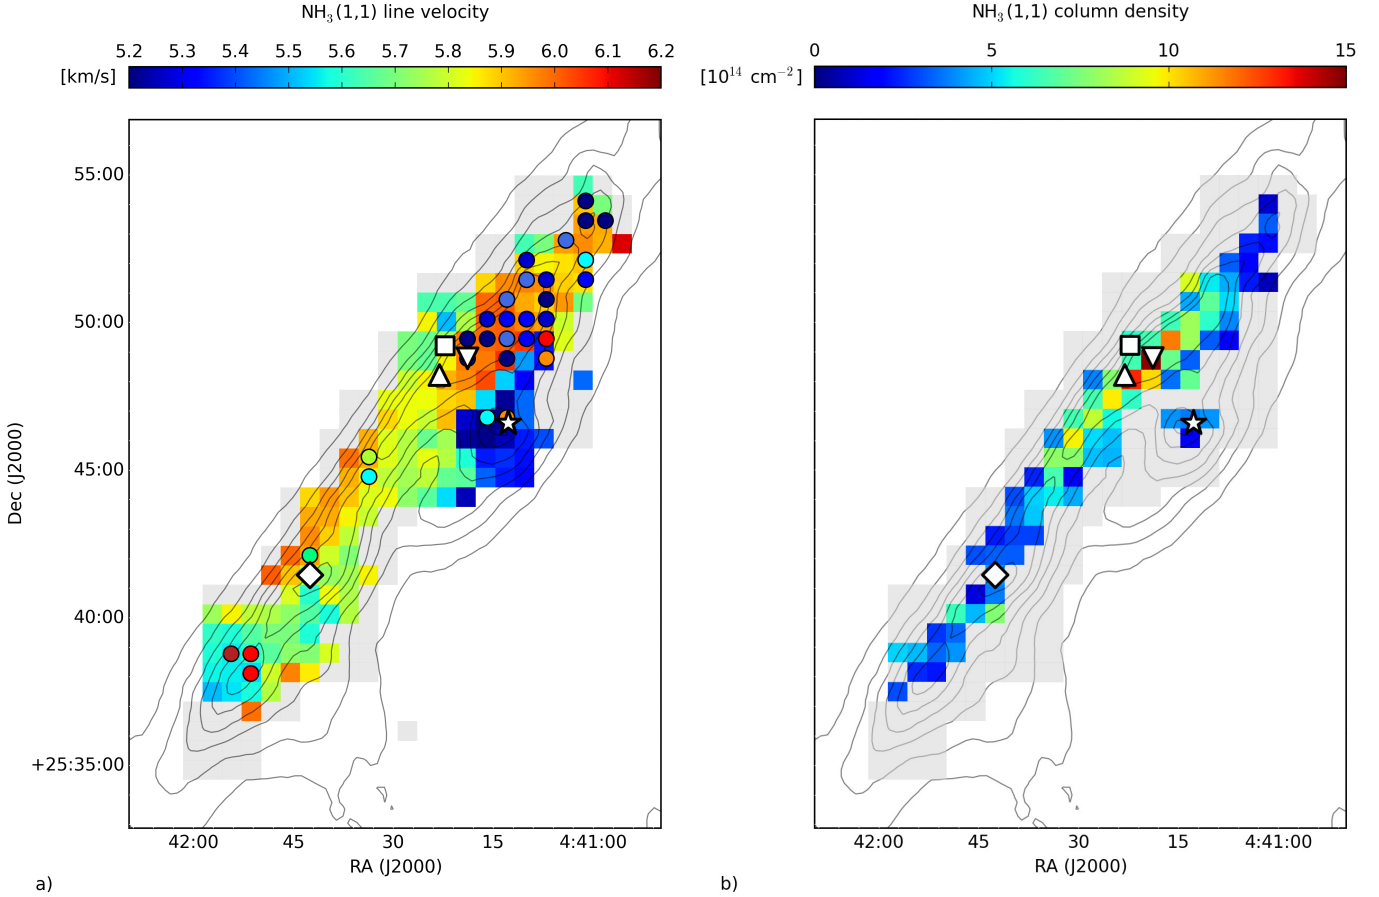 NH₃(1,1) line velocity
5.2 5.3 5.4 5.5 5.6 5.7 5.8 5.9 6.0 6.1 6.2
[km/s]
55:00
50:00
45:00
40:00
+25:35:00
Dec (J2000)
42:00 45 30 15 4:41:00
RA (J2000)
a)
NH₃(1,1) column density
0 5 10 15
[10¹⁴ cm⁻²]
42:00 45 30 15 4:41:00
RA (J2000)
b)